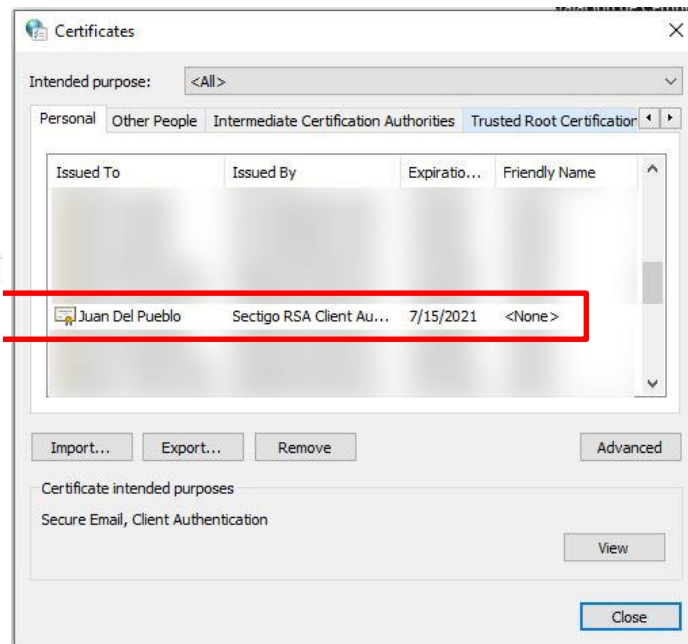 Certificates
Intended purpose: <All>
Personal Other People Intermediate Certification Authorities Trusted Root Certification
Issued To Issued By Expiratio... Friendly Name
Juan Del Pueblo Sectigo RSA Client Au... 7/15/2021 <None>
Import... Export... Remove Advanced
Certificate intended purposes
Secure Email, Client Authentication
View
Close